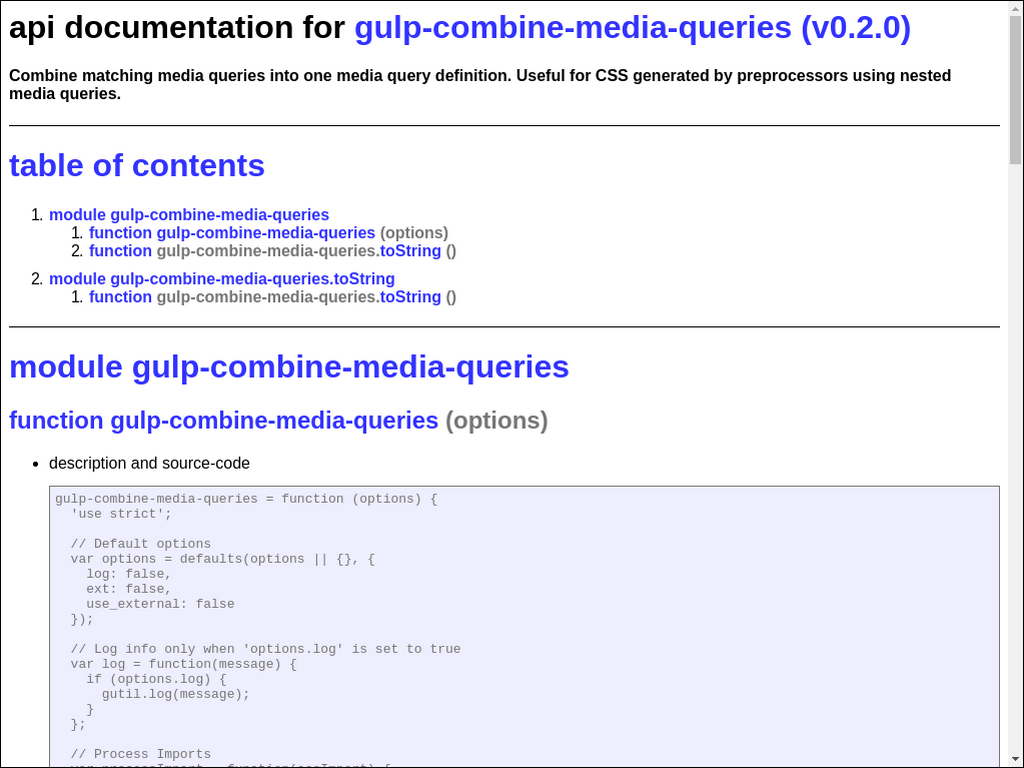 api documentation for gulp-combine-media-queries (v0.2.0)
Combine matching media queries into one media query definition. Useful for CSS generated by preprocessors using nested
media queries.
table of contents
1. module gulp-combine-media-queries
1. function gulp-combine-media-queries (options)
2. function gulp-combine-media-queries.toString ()
2. module gulp-combine-media-queries.toString
1. function gulp-combine-media-queries.toString ()
module gulp-combine-media-queries
function gulp-combine-media-queries (options)
• description and source-code
gulp-combine-media-queries = function (options) {
  'use strict';
  // Default options
  var options = defaults(options || {}, {
    log: false,
    ext: false,
    use_external: false
  });
  // Log info only when 'options.log' is set to true
  var log = function(message) {
    if (options.log) {
      gutil.log(message);
    }
  };
  // Process Imports
  var processImport = function(cssImport) {